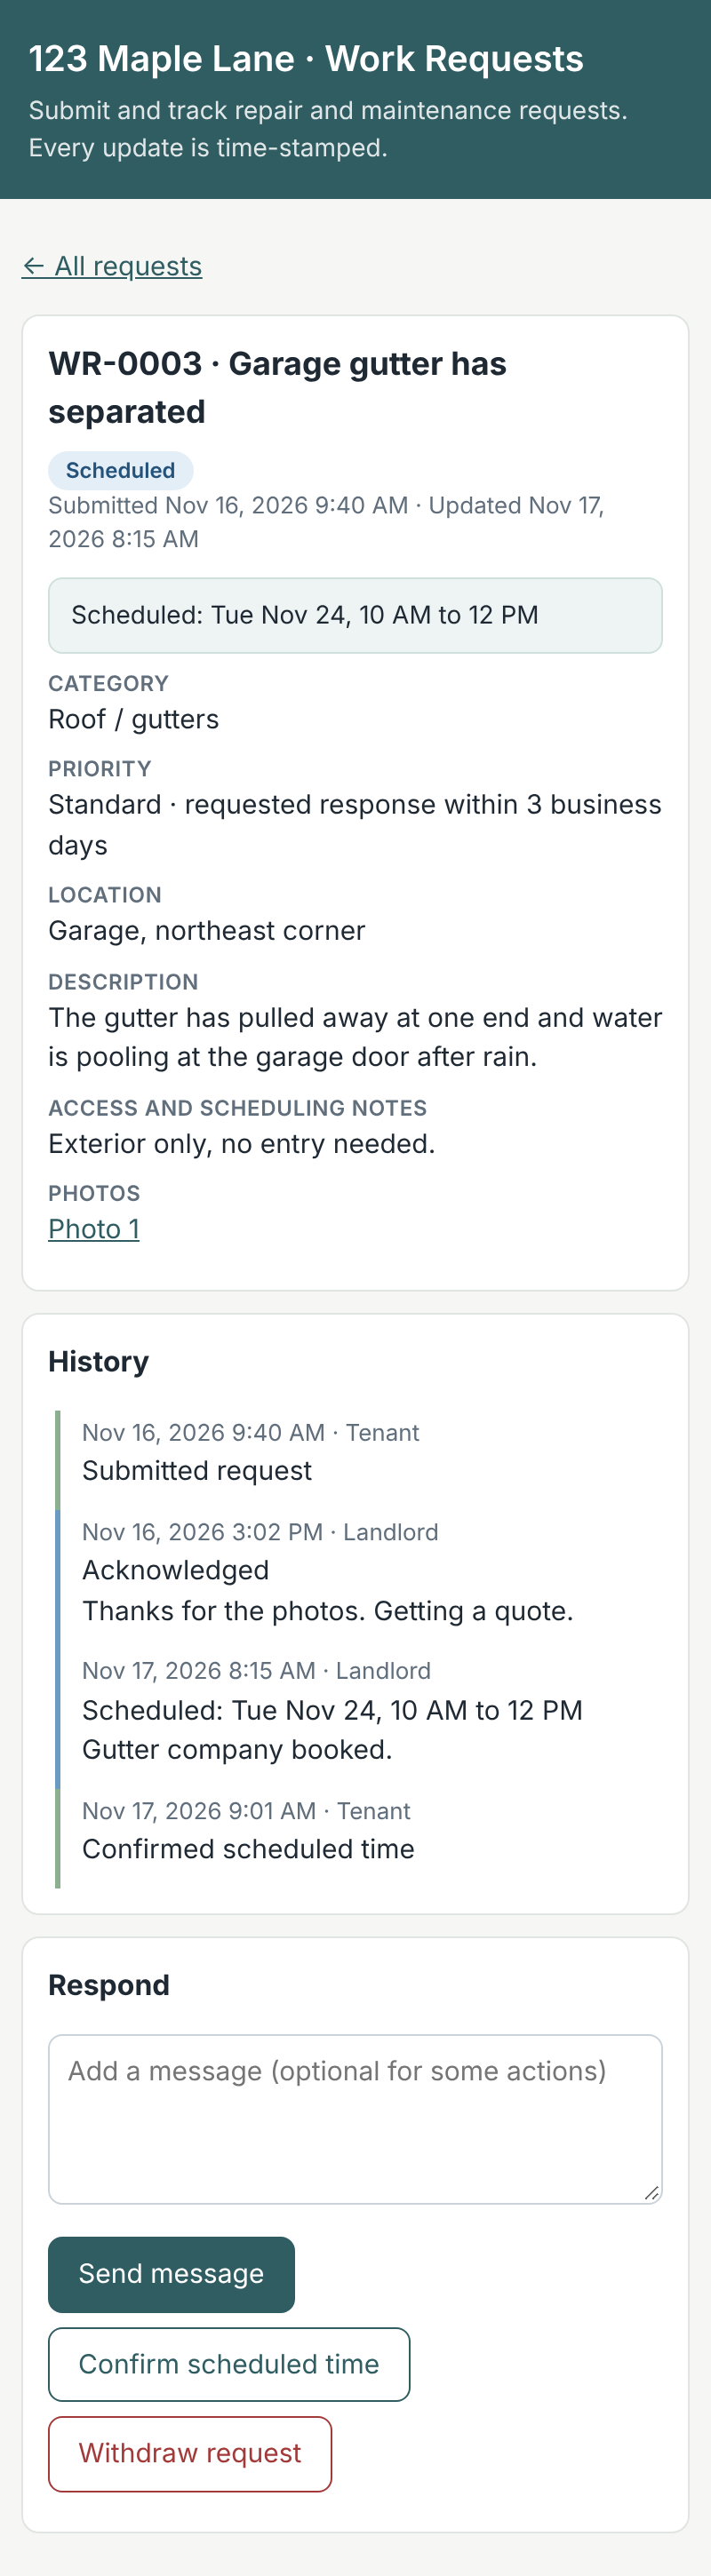 123 Maple Lane · Work Requests
Submit and track repair and maintenance requests.
Every update is time-stamped.
← All requests
WR-0003 · Garage gutter has
separated
Scheduled
Submitted Nov 16, 2026 9:40 AM · Updated Nov 17,
2026 8:15 AM
Scheduled: Tue Nov 24, 10 AM to 12 PM
CATEGORY
Roof / gutters
PRIORITY
Standard · requested response within 3 business
days
LOCATION
Garage, northeast corner
DESCRIPTION
The gutter has pulled away at one end and water
is pooling at the garage door after rain.
ACCESS AND SCHEDULING NOTES
Exterior only, no entry needed.
PHOTOS
Photo 1
History
Nov 16, 2026 9:40 AM · Tenant
Submitted request
Nov 16, 2026 3:02 PM · Landlord
Acknowledged
Thanks for the photos. Getting a quote.
Nov 17, 2026 8:15 AM · Landlord
Scheduled: Tue Nov 24, 10 AM to 12 PM
Gutter company booked.
Nov 17, 2026 9:01 AM · Tenant
Confirmed scheduled time
Respond
Add a message (optional for some actions)
Send message
Confirm scheduled time
Withdraw request